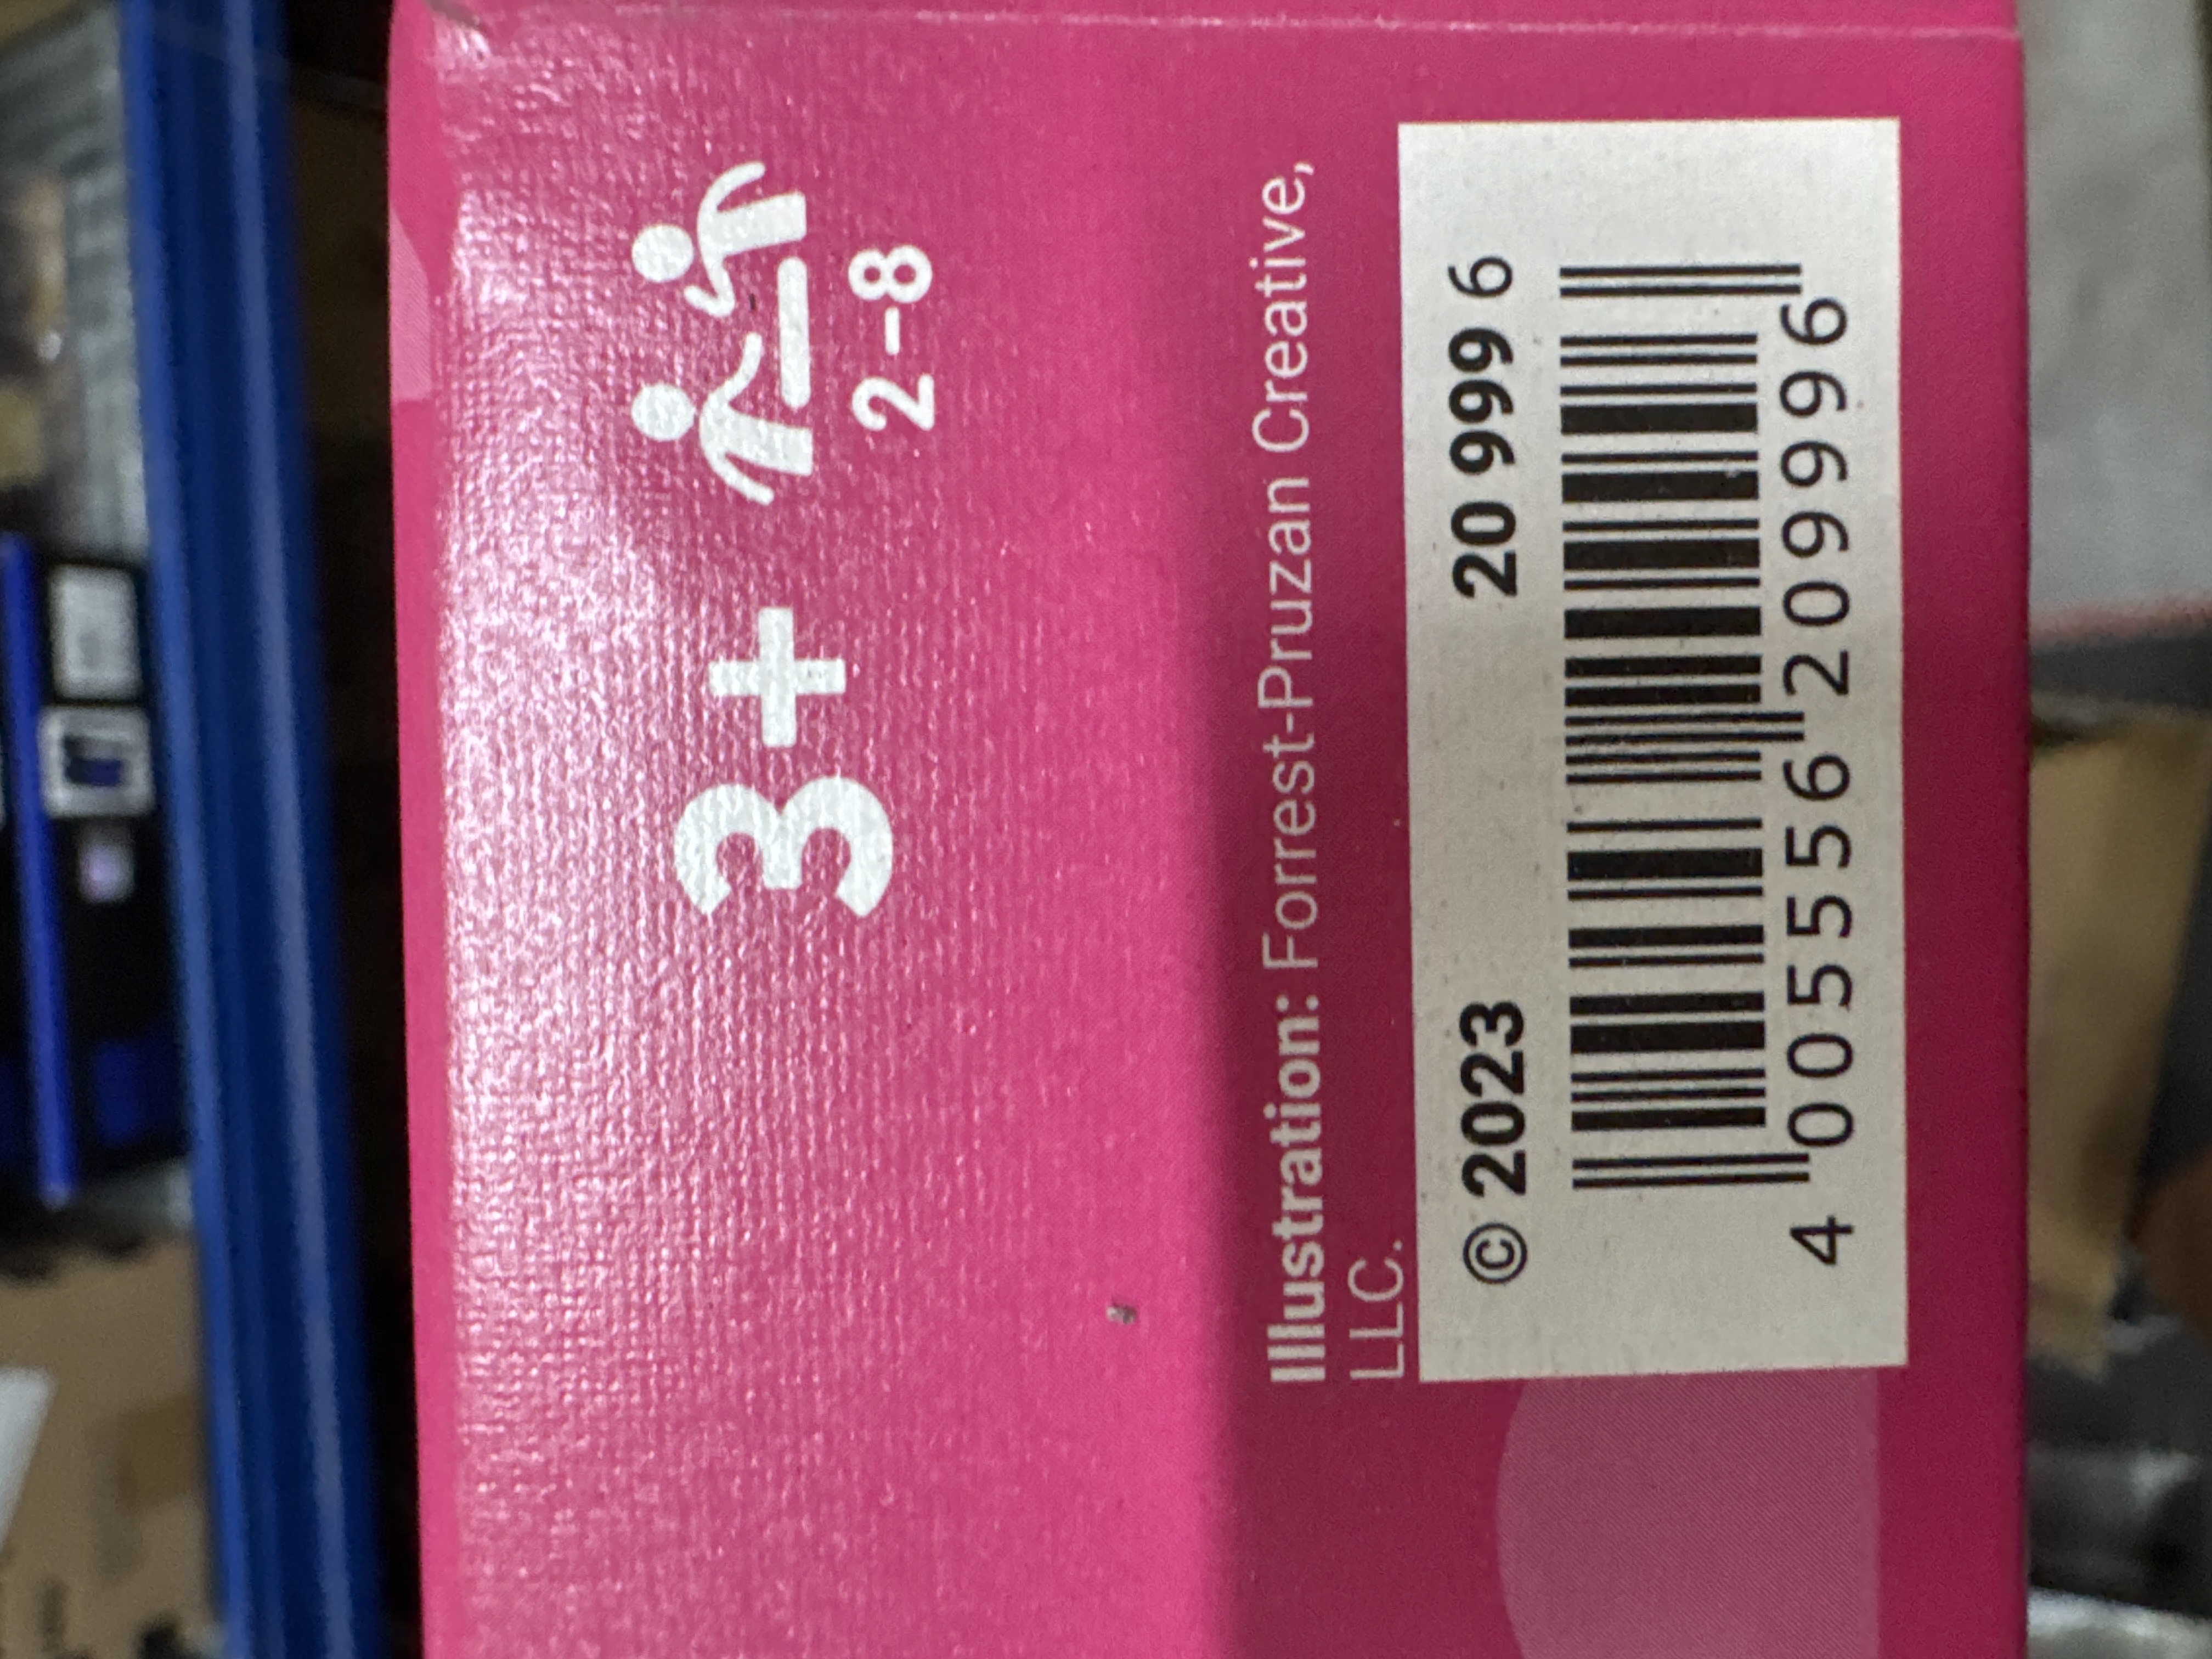 3+
2-8
Illustration: Forrest-Pruzan Creative,
LLC.
© 2023 20 999 6
4 005556 209996